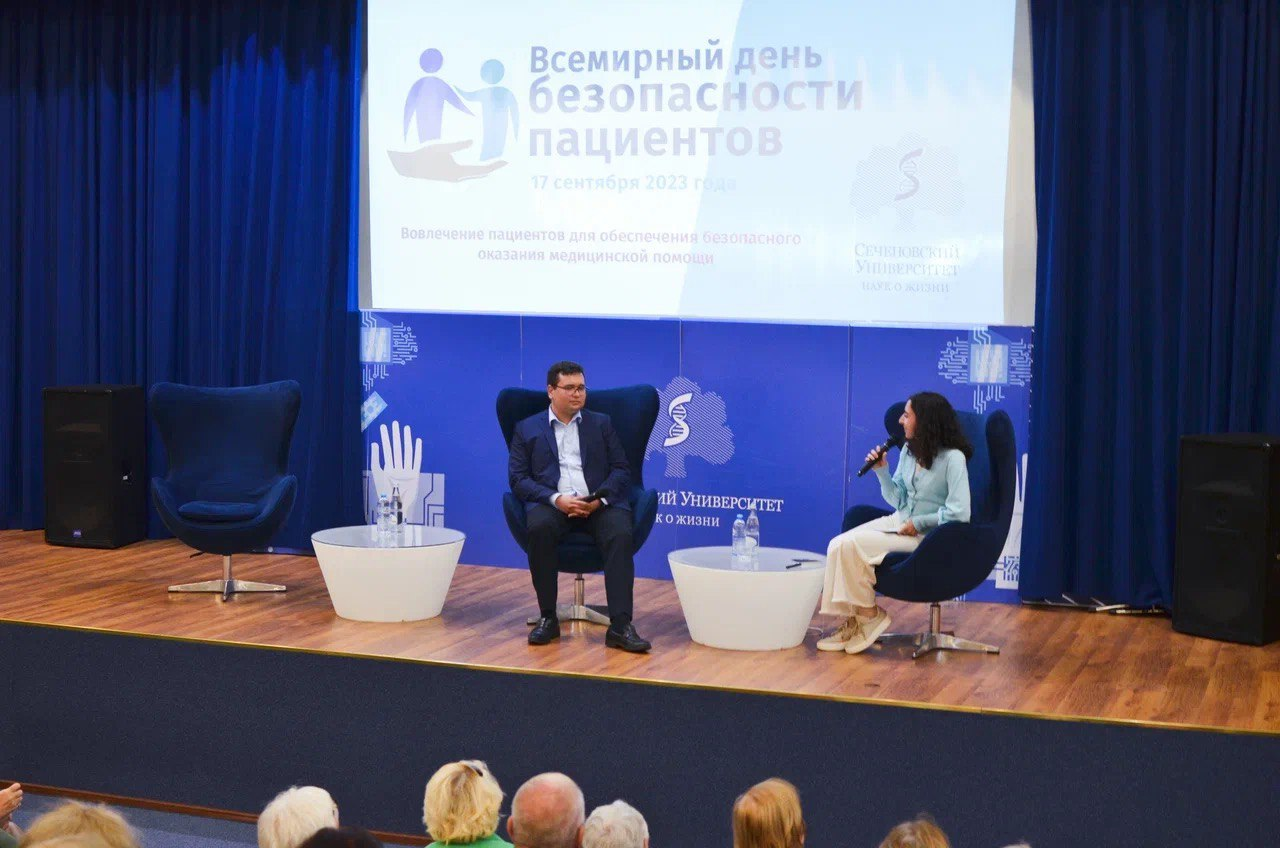 Всемирный день
безопасности
пациентов
17 сентября 2023 года
Вовлечение пациентов для обеспечения безопасного
оказания медицинской помощи
Сеченовский
Университет
наук о жизни
Университет
о жизни